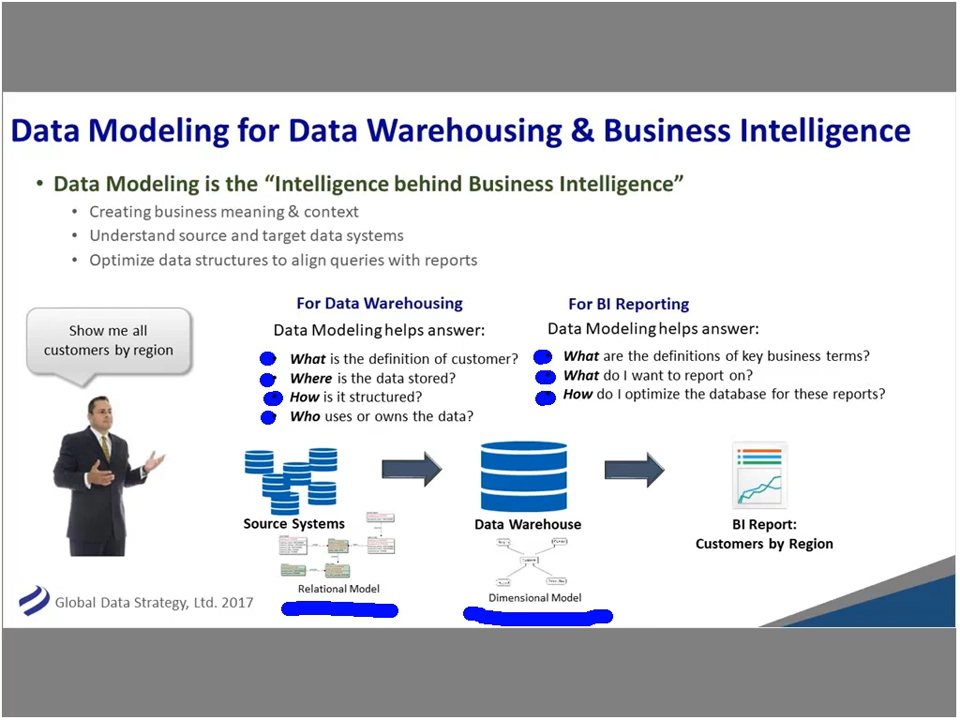 Data Modeling for Data Warehousing & Business Intelligence
• Data Modeling is the “Intelligence behind Business Intelligence”
• Creating business meaning & context
• Understand source and target data systems
• Optimize data structures to align queries with reports
Show me all
customers by region
For Data Warehousing
Data Modeling helps answer:
What is the definition of customer?
Where is the data stored?
How is it structured?
Who uses or owns the data?
For BI Reporting
Data Modeling helps answer:
What are the definitions of key business terms?
What do I want to report on?
How do I optimize the database for these reports?
Source Systems
Relational Model
Data Warehouse
Dimensional Model
BI Report:
Customers by Region
Global Data Strategy, Ltd. 2017